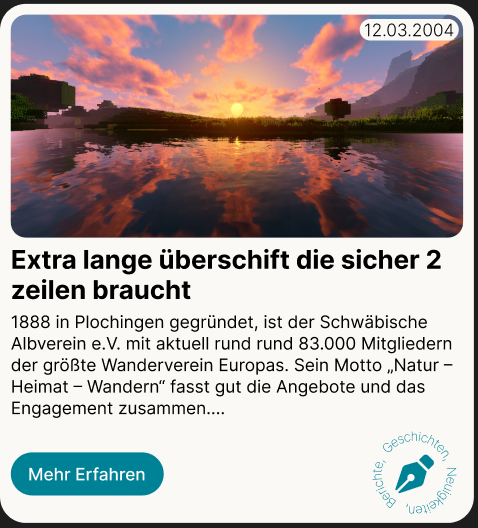 12.03.2004
Extra lange überschift die sicher 2
zeilen braucht
1888 in Plochingen gegründet, ist der Schwäbische
Albverein e.V. mit aktuell rund rund 83.000 Mitgliedern
der größte Wanderverein Europas. Sein Motto „Natur –
Heimat – Wandern“ fasst gut die Angebote und das
Engagement zusammen....
Mehr Erfahren
Geschichten, Neuigkeiten, Berichte,